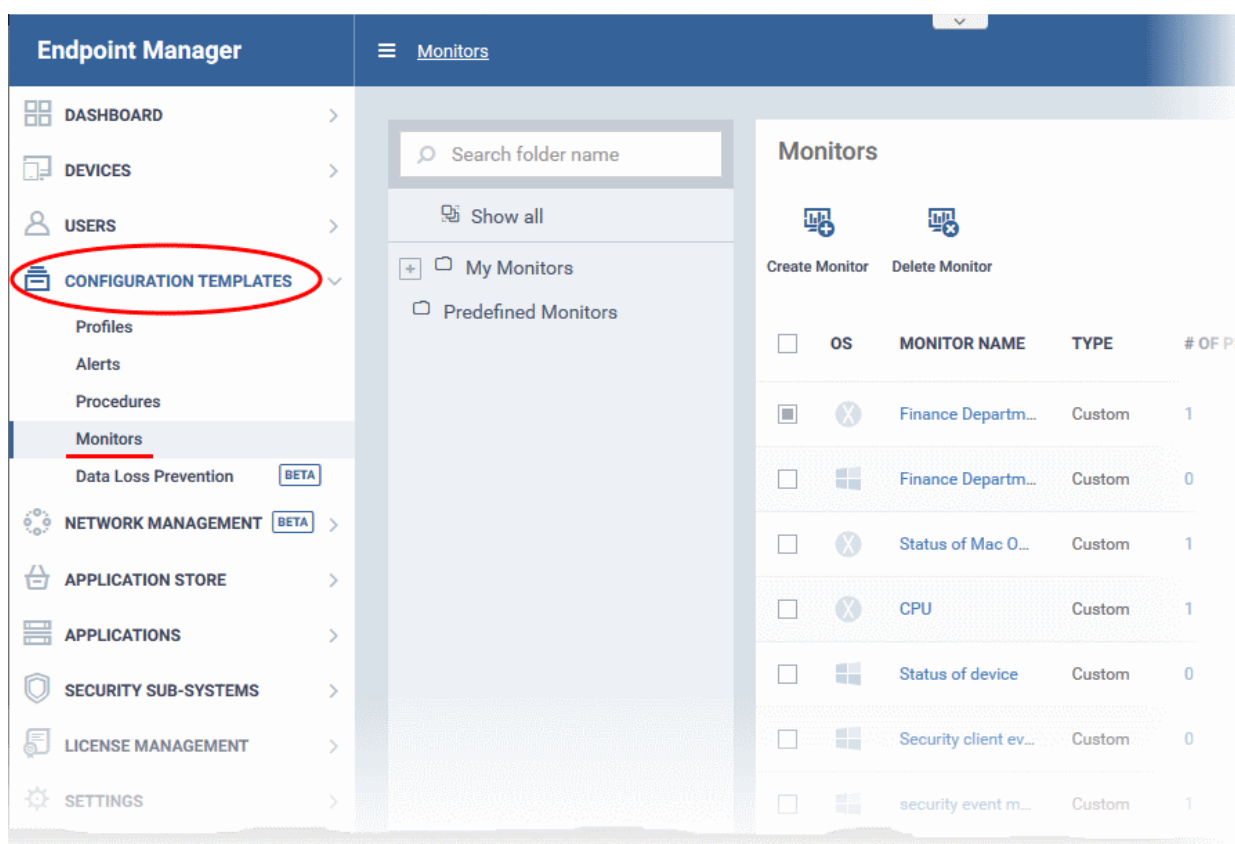 Endpoint Manager
Monitors
DASHBOARD
DEVICES
USERS
CONFIGURATION TEMPLATES
Profiles
Alerts
Procedures
Monitors
Data Loss Prevention BETA
NETWORK MANAGEMENT BETA
APPLICATION STORE
APPLICATIONS
SECURITY SUB-SYSTEMS
LICENSE MANAGEMENT
SETTINGS
Search folder name
Show all
My Monitors
Predefined Monitors
Monitors
Create Monitor Delete Monitor
OS MONITOR NAME TYPE # OF P
Finance Departm... Custom 1
Finance Departm... Custom 0
Status of Mac O... Custom 1
CPU Custom 1
Status of device Custom 0
Security client ev... Custom 0
security event m... Custom 1